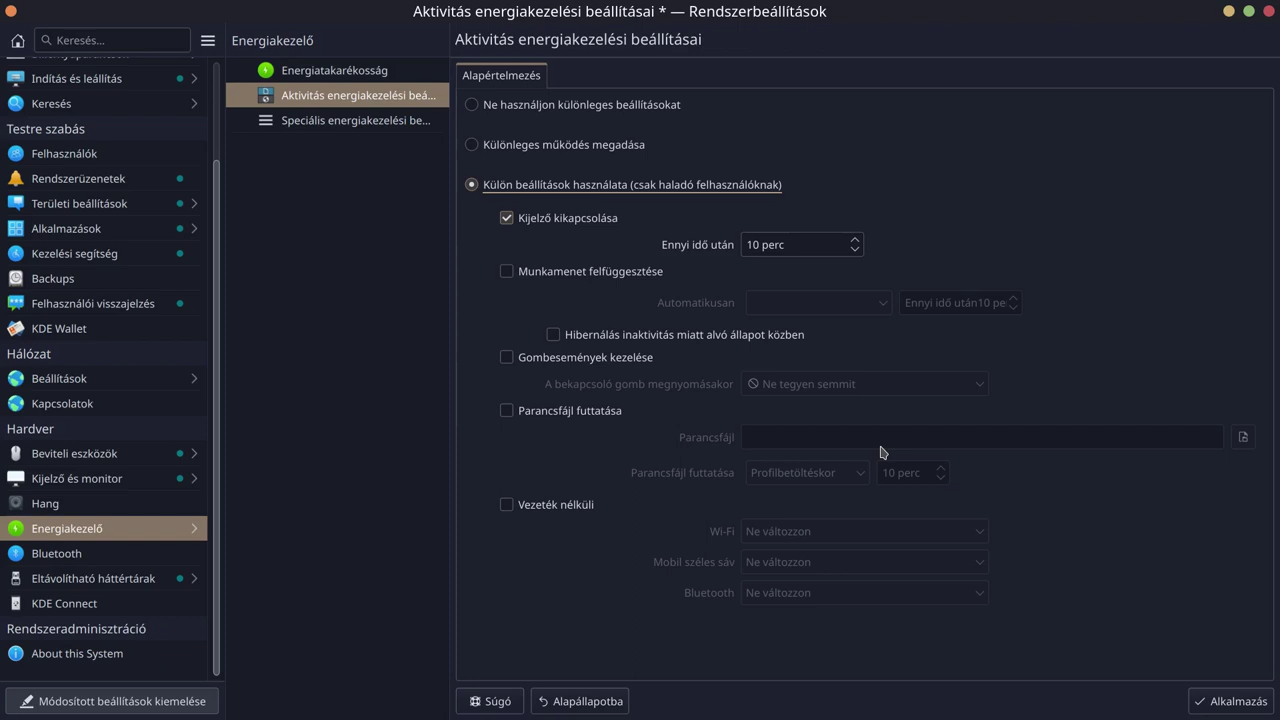 Aktivitás energiakezelési beállításai * — Rendszerbeállítások
Keresés...
Energiakezelő
Aktivitás energiakezelési beállításai
Indítás és leállítás
Keresés
Testre szabás
Felhasználók
Rendszerüzenetek
Területi beállítások
Alkalmazások
Kezelési segítség
Backups
Felhasználói visszajelzés
KDE Wallet
Hálózat
Beállítások
Kapcsolatok
Hardver
Beviteli eszközök
Kijelző és monitor
Hang
Energiakezelő
Bluetooth
Eltávolítható háttértárak
KDE Connect
Rendszeradminisztráció
About this System
Módosított beállítások kiemelése
Energiatakarékosság
Aktivitás energiakezelési beá...
Speciális energiakezelési be...
Alapértelmezés
Ne használjon különleges beállításokat
Különleges működés megadása
Külön beállítások használata (csak haladó felhasználóknak)
Kijelző kikapcsolása
Ennyi idő után 10 perc
Munkamenet felfüggesztése
Automatikusan Ennyi idő után10 pe
Hibernálás inaktivitás miatt alvó állapot közben
Gombesemények kezelése
A bekapcsoló gomb megnyomásakor Ne tegyen semmit
Parancsfájl futtatása
Parancsfájl
Parancsfájl futtatása Profilbetöltéskor 10 perc
Vezeték nélküli
Wi-Fi Ne változzon
Mobil széles sáv Ne változzon
Bluetooth Ne változzon
Súgó
Alapállapotba
Alkalmazás